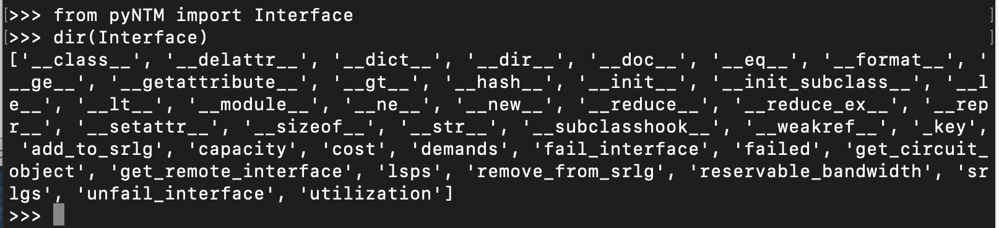 [>>> from pyNTM import Interface ]
[>>> dir(Interface) ]
['__class__', '__delattr__', '__dict__', '__dir__', '__doc__', '__eq__', '__format__', '
__ge__', '__getattribute__', '__gt__', '__hash__', '__init__', '__init_subclass__', '__l
e__', '__lt__', '__module__', '__ne__', '__new__', '__reduce__', '__reduce_ex__', '__rep
r__', '__setattr__', '__sizeof__', '__str__', '__subclasshook__', '__weakref__', '_key',
 'add_to_srlg', 'capacity', 'cost', 'demands', 'fail_interface', 'failed', 'get_circuit_
object', 'get_remote_interface', 'lsps', 'remove_from_srlg', 'reservable_bandwidth', 'sr
lgs', 'unfail_interface', 'utilization']
>>>